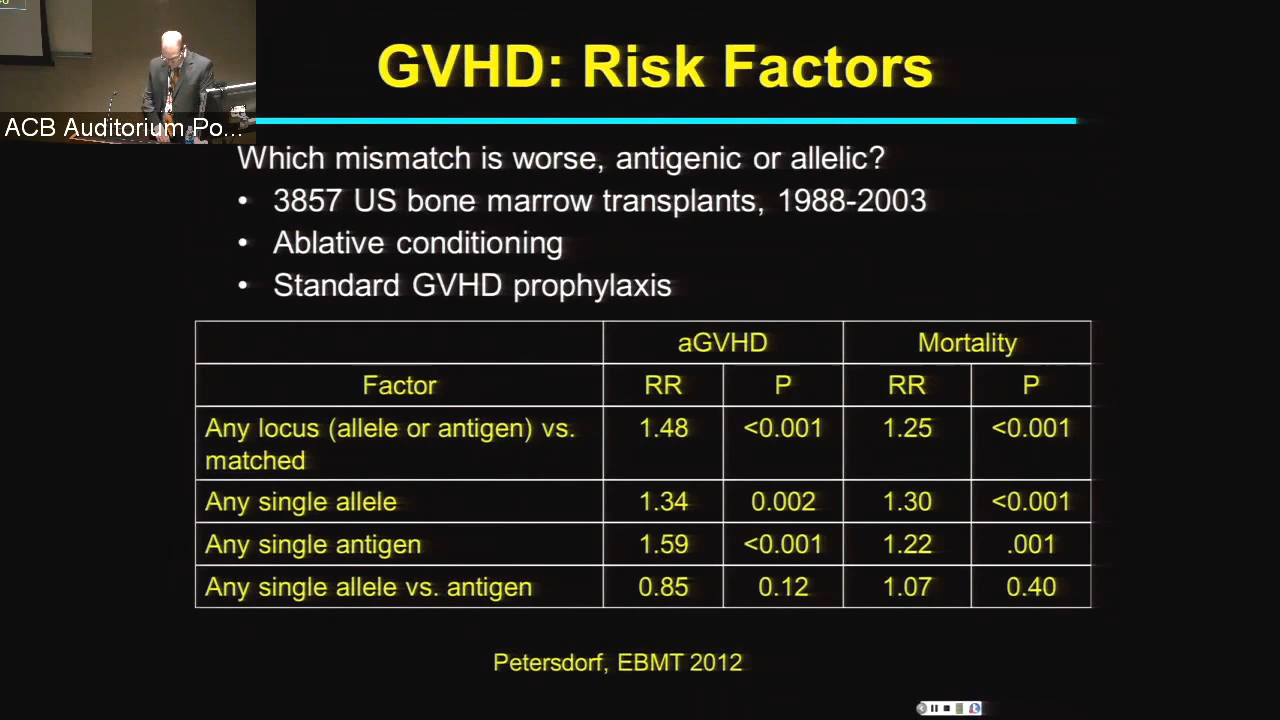 GVHD: Risk Factors
ACB Auditorium Po...
Which mismatch is worse, antigenic or allelic?
• 3857 US bone marrow transplants, 1988-2003
• Ablative conditioning
• Standard GVHD prophylaxis
aGVHD Mortality
Factor RR P RR P
Any locus (allele or antigen) vs. 1.48 <0.001 1.25 <0.001
matched
Any single allele 1.34 0.002 1.30 <0.001
Any single antigen 1.59 <0.001 1.22 .001
Any single allele vs. antigen 0.85 0.12 1.07 0.40
Petersdorf, EBMT 2012